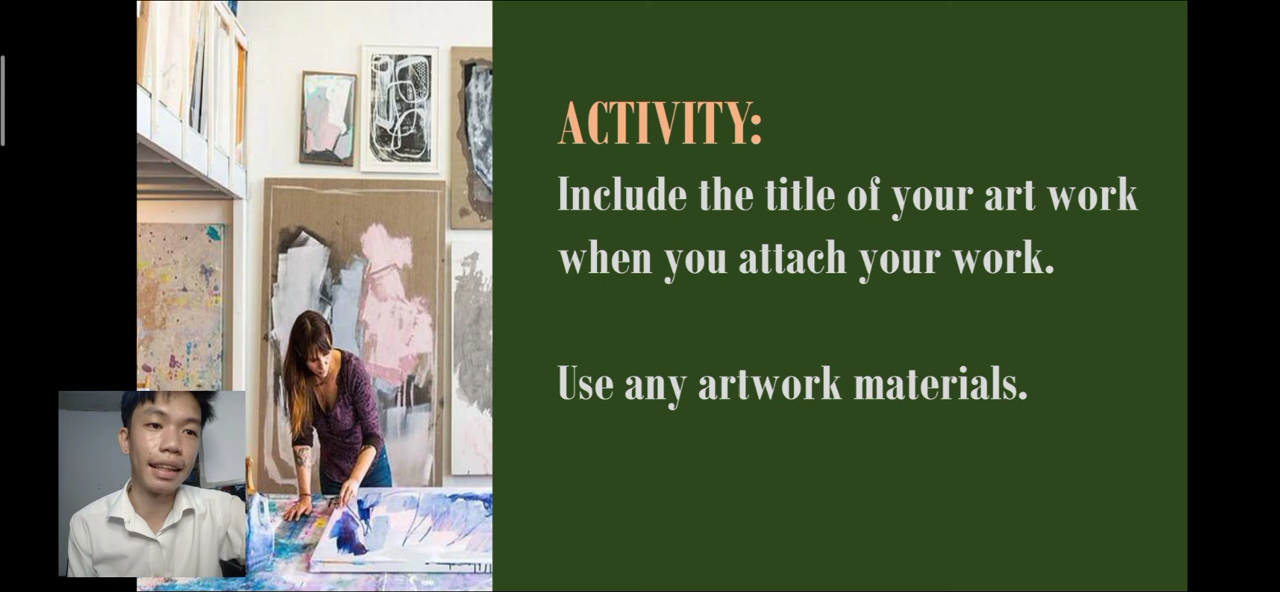 ACTIVITY:
Include the title of your art work
when you attach your work.
Use any artwork materials.